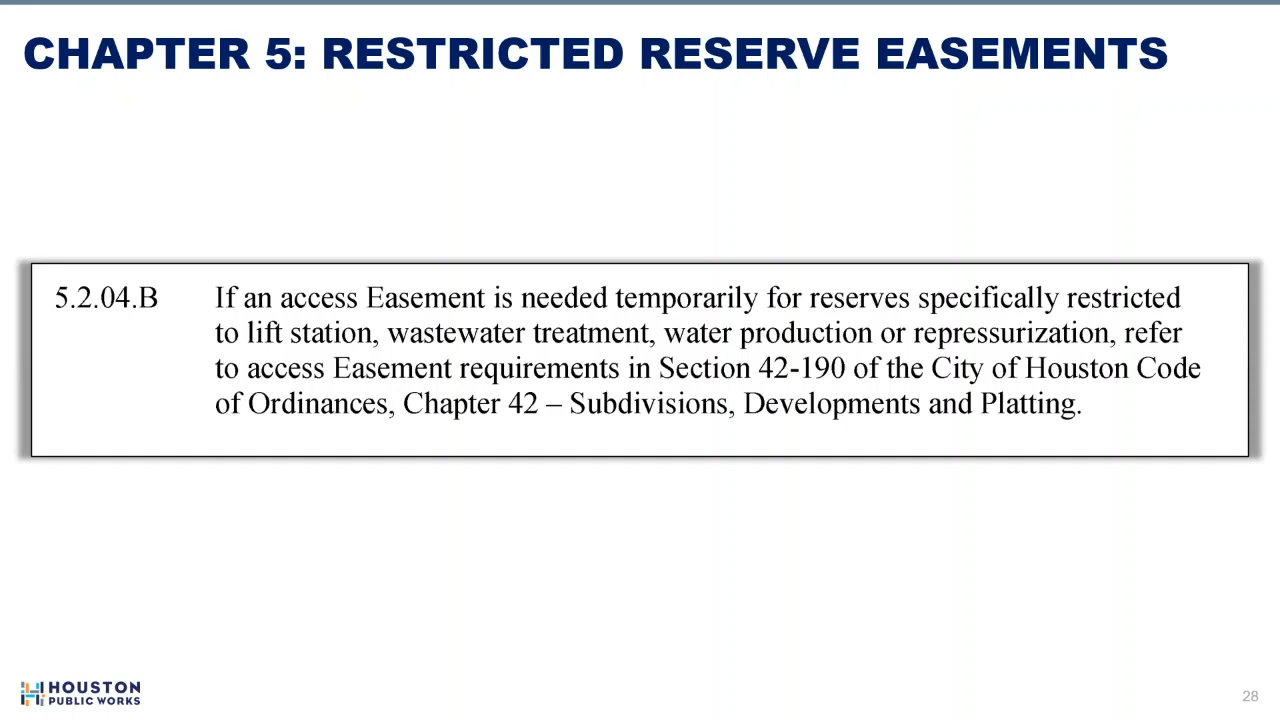 CHAPTER 5: RESTRICTED RESERVE EASEMENTS
5.2.04.B If an access Easement is needed temporarily for reserves specifically restricted
to lift station, wastewater treatment, water production or repressurization, refer
to access Easement requirements in Section 42-190 of the City of Houston Code
of Ordinances, Chapter 42 – Subdivisions, Developments and Platting.
HOUSTON
PUBLIC WORKS
28